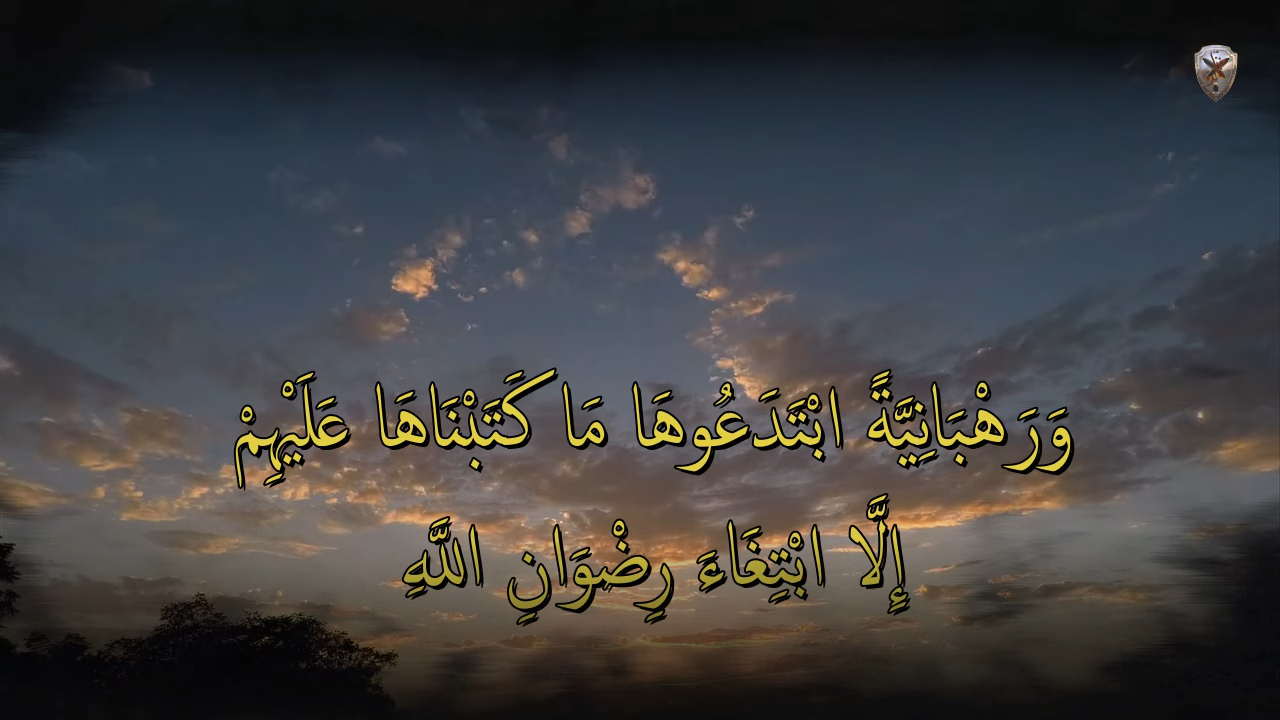 وَرَهْبَانِيَّةً ابْتَدَعُوهَا مَا كَتَبْنَاهَا عَلَيْهِمْ
إِلَّا ابْتِغَاءَ رِضْوَانِ اللَّهِ